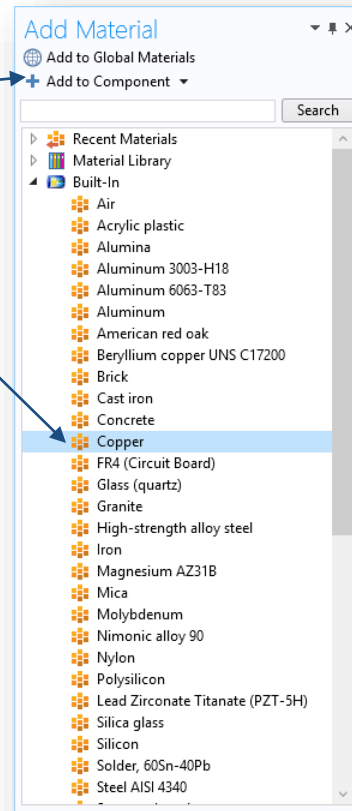 Add Material
Add to Global Materials
Add to Component
Search
Recent Materials
Material Library
Built-In
Air
Acrylic plastic
Alumina
Aluminum 3003-H18
Aluminum 6063-T83
Aluminum
American red oak
Beryllium copper UNS C17200
Brick
Cast iron
Concrete
Copper
FR4 (Circuit Board)
Glass (quartz)
Granite
High-strength alloy steel
Iron
Magnesium AZ31B
Mica
Molybdenum
Nimonic alloy 90
Nylon
Polysilicon
Lead Zirconate Titanate (PZT-5H)
Silica glass
Silicon
Solder, 60Sn-40Pb
Steel AISI 4340